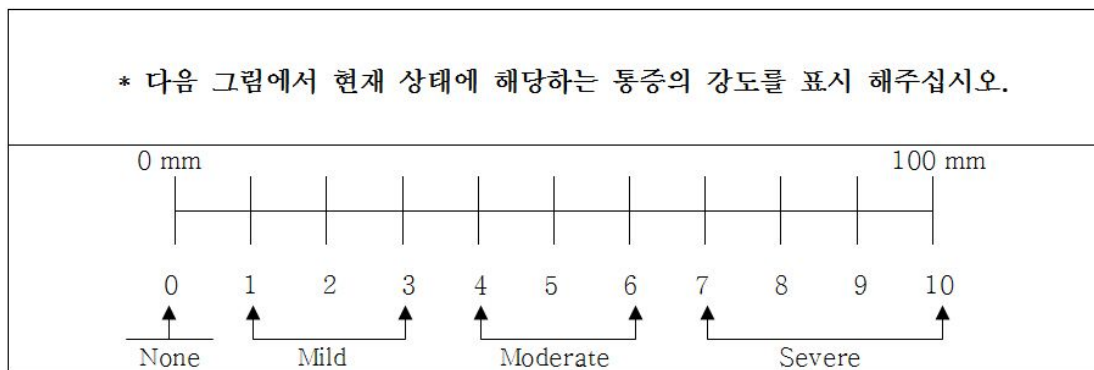 * 다음 그림에서 현재 상태에 해당하는 통증의 강도를 표시 해주십시오.
0 mm 100 mm
0 1 2 3 4 5 6 7 8 9 10
None Mild Moderate Severe